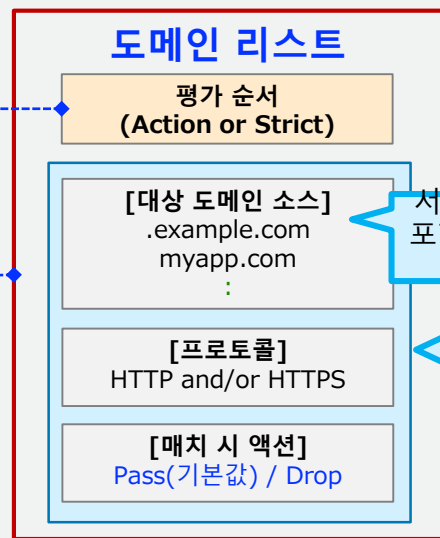 도메인 리스트
평가 순서
(Action or Strict)
[대상 도메인 소스]
.example.com
myapp.com
:
서
포
[프로토콜]
HTTP and/or HTTPS
[매치 시 액션]
Pass(기본값) / Drop